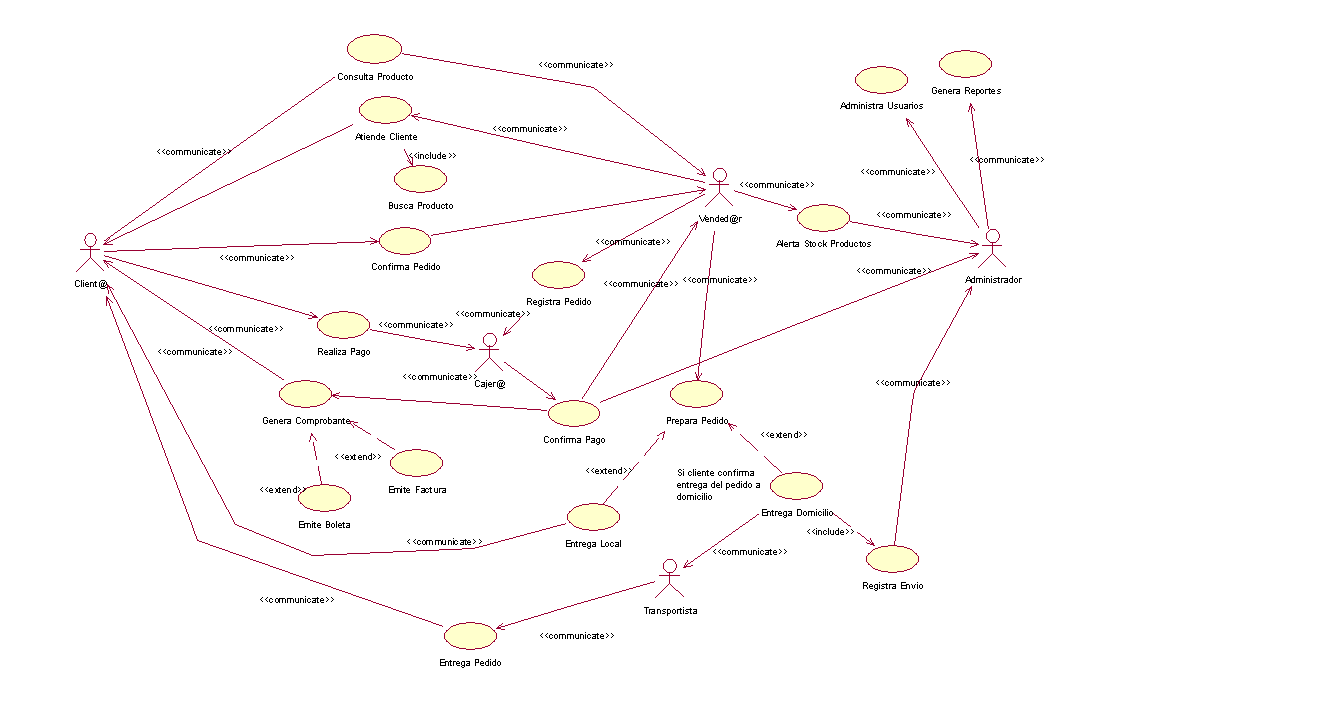 <<communicate>>
Consulta Producto
Genera Reportes
Administra Usuarios
<<communicate>>
Atiende Cliente
<<communicate>>
<<include>>
<<communicate>>
<<communicate>>
<<communicate>>
<<communicate>>
Busca Producto
Vended@r
<<communicate>>
Alerta Stock Productos
<<communicate>>
<<communicate>>
Confirma Pedido
<<communicate>>
Client@
Administrador
<<communicate>>
<<communicate>>
Registra Pedido
<<communicate>>
<<communicate>>
<<communicate>>
<<communicate>>
Realiza Pago
<<communicate>>
<<communicate>>
Cajer@
<<communicate>>
Genera Comprobante
Confirma Pago
Prepara Pedido
<<extend>>
<<extend>>
<<extend>>
Si cliente confirma
entrega del pedido a
domicilio
<<extend>>
Emite Factura
Emite Boleta
Entrega Domicilio
<<include>>
<<communicate>>
Entrega Local
<<communicate>>
Registra Envio
<<communicate>>
Transportista
<<communicate>>
Entrega Pedido